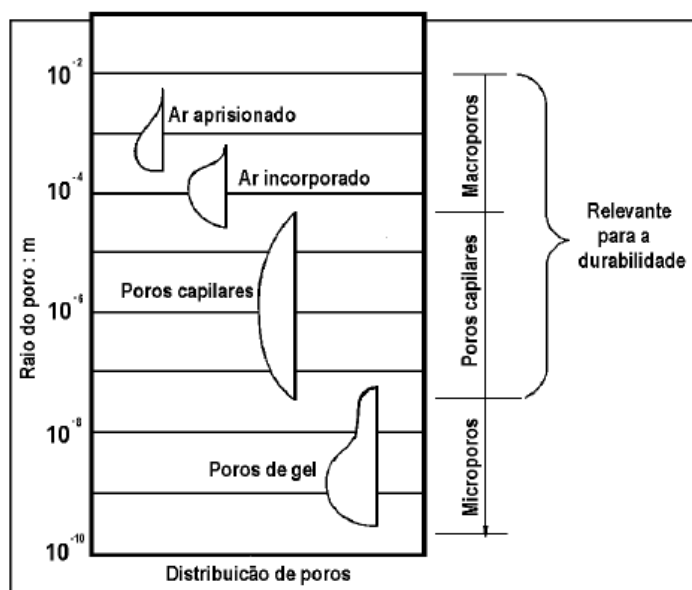 10⁻²
10⁻⁴
10⁻⁶
10⁻⁸
10⁻¹⁰
Raio do poro : m
Ar aprisionado
Ar incorporado
Poros capilares
Poros de gel
Distribuicão de poros
Macroporos
Poros capilares
Microporos
Relevante
para a
durabilidade